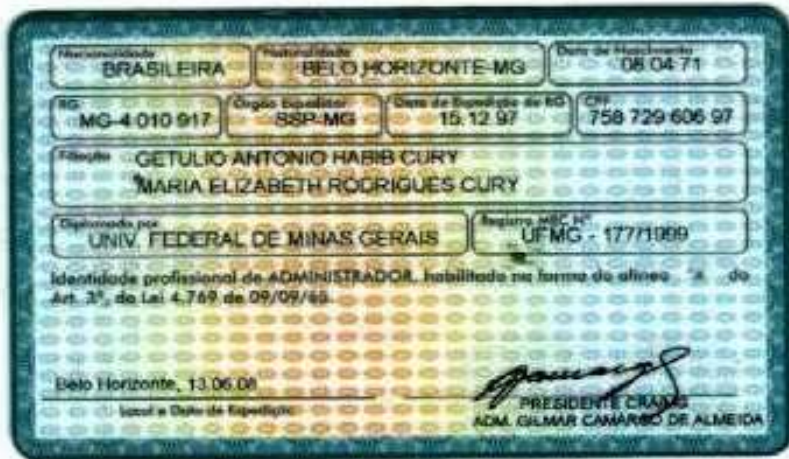 Nacionalidade Naturalidade Data de Nascimento
BRASILEIRA BELO HORIZONTE-MG 08.04.71
RG Órgão Expedidor Data de Expedição do RG CPF
MG-4 010 917 SSP-MG 15.12.97 758 729 606 97
Filiação GETULIO ANTONIO HABIB CURY
MARIA ELIZABETH RODRIGUES CURY
Diplomado por Registro MEC Nº
UNIV. FEDERAL DE MINAS GERAIS UFMG - 177/1999
Identidade profissional de ADMINISTRADOR, habilitado na forma da alínea "A do
Art. 3º, da Lei 4.769 de 09/09/65.
Belo Horizonte, 13.06.08
Local e Data de Expedição
PRESIDENTE CRA/MG
ADM. GILMAR CAMARGO DE ALMEIDA